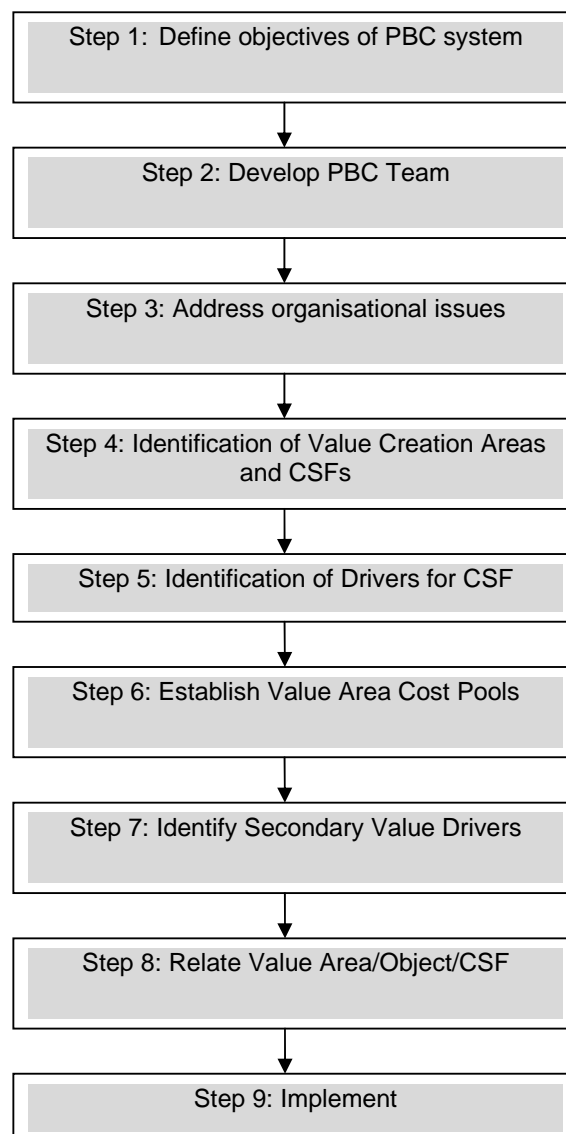 Step 1: Define objectives of PBC system
Step 2: Develop PBC Team
Step 3: Address organisational issues
Step 4: Identification of Value Creation Areas
and CSFs
Step 5: Identification of Drivers for CSF
Step 6: Establish Value Area Cost Pools
Step 7: Identify Secondary Value Drivers
Step 8: Relate Value Area/Object/CSF
Step 9: Implement